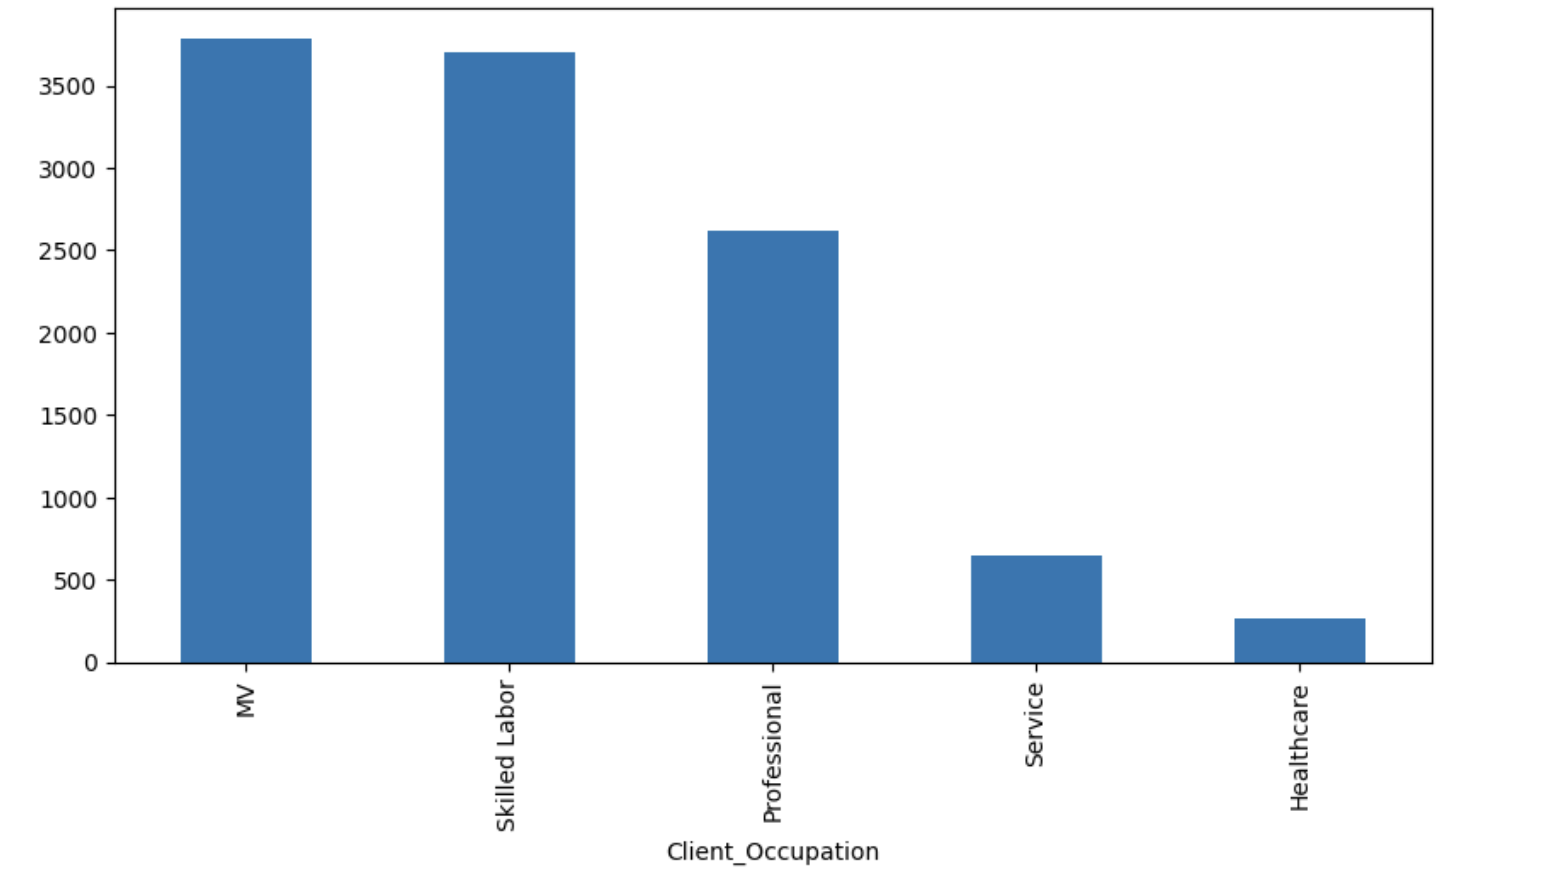 3500
3000
2500
2000
1500
1000
500
0
MV
Skilled Labor
Professional
Service
Healthcare
Client_Occupation